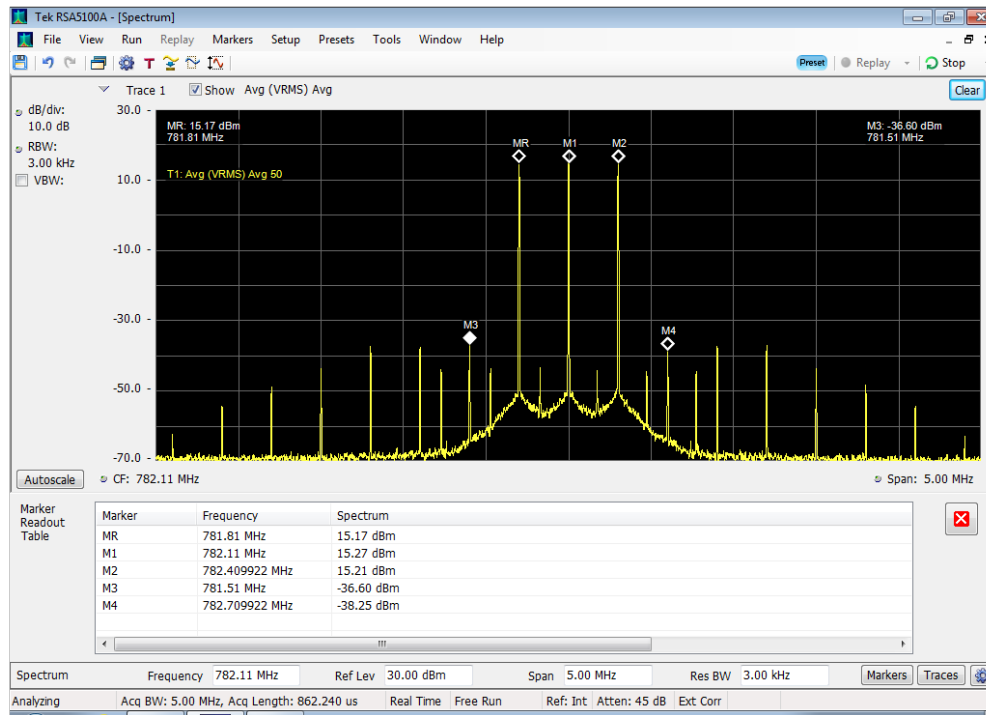 Tek RSA5100A - [Spectrum]
File View Run Replay Markers Setup Presets Tools Window Help
T Preset Replay Stop
Trace 1 Show Avg (VRMS) Avg Clear
dB/div:
10.0 dB
RBW:
3.00 kHz
VBW:
30.0
10.0
-10.0
-30.0
-50.0
-70.0
MR: 15.17 dBm
781.81 MHz
M3: -36.60 dBm
781.51 MHz
T1: Avg (VRMS) Avg 50
MR M1 M2
M3 M4
Autoscale CF: 782.11 MHz Span: 5.00 MHz
Marker
Readout
Table
Marker Frequency Spectrum
MR 781.81 MHz 15.17 dBm
M1 782.11 MHz 15.27 dBm
M2 782.409922 MHz 15.21 dBm
M3 781.51 MHz -36.60 dBm
M4 782.709922 MHz -38.25 dBm
Spectrum Frequency 782.11 MHz Ref Lev 30.00 dBm Span 5.00 MHz Res BW 3.00 kHz Markers Traces
Analyzing Acq BW: 5.00 MHz, Acq Length: 862.240 us Real Time Free Run Ref: Int Atten: 45 dB Ext Corr